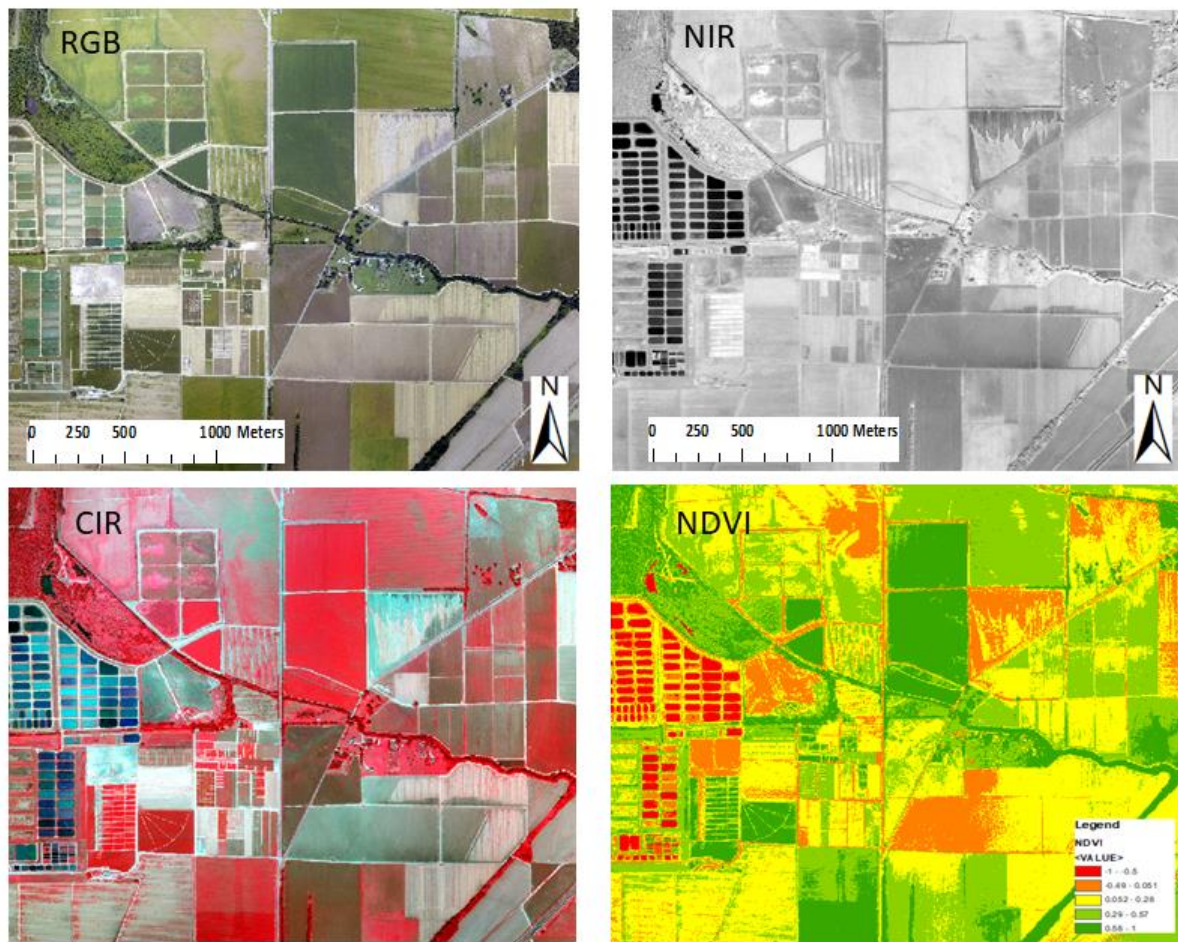 RGB
N
0 250 500 1000 Meters
NIR
N
0 250 500 1000 Meters
CIR
NDVI
Legend
NDVI
<VALUE>
-1 - -0.5
-0.49 - 0.051
0.052 - 0.28
0.29 - 0.57
0.58 - 1